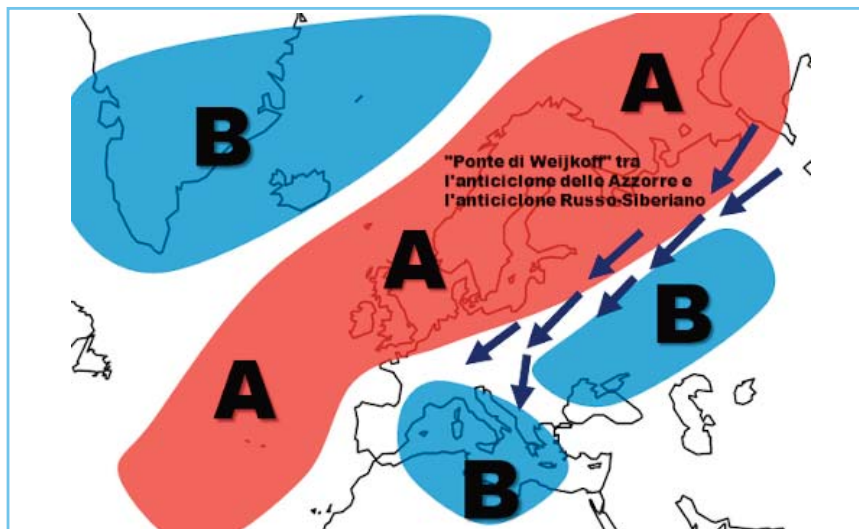 A
B
"Ponte di Weijkoff" tra
l'anticiclone delle Azzorre e
l'anticiclone Russo-Siberiano
A
B
A
B